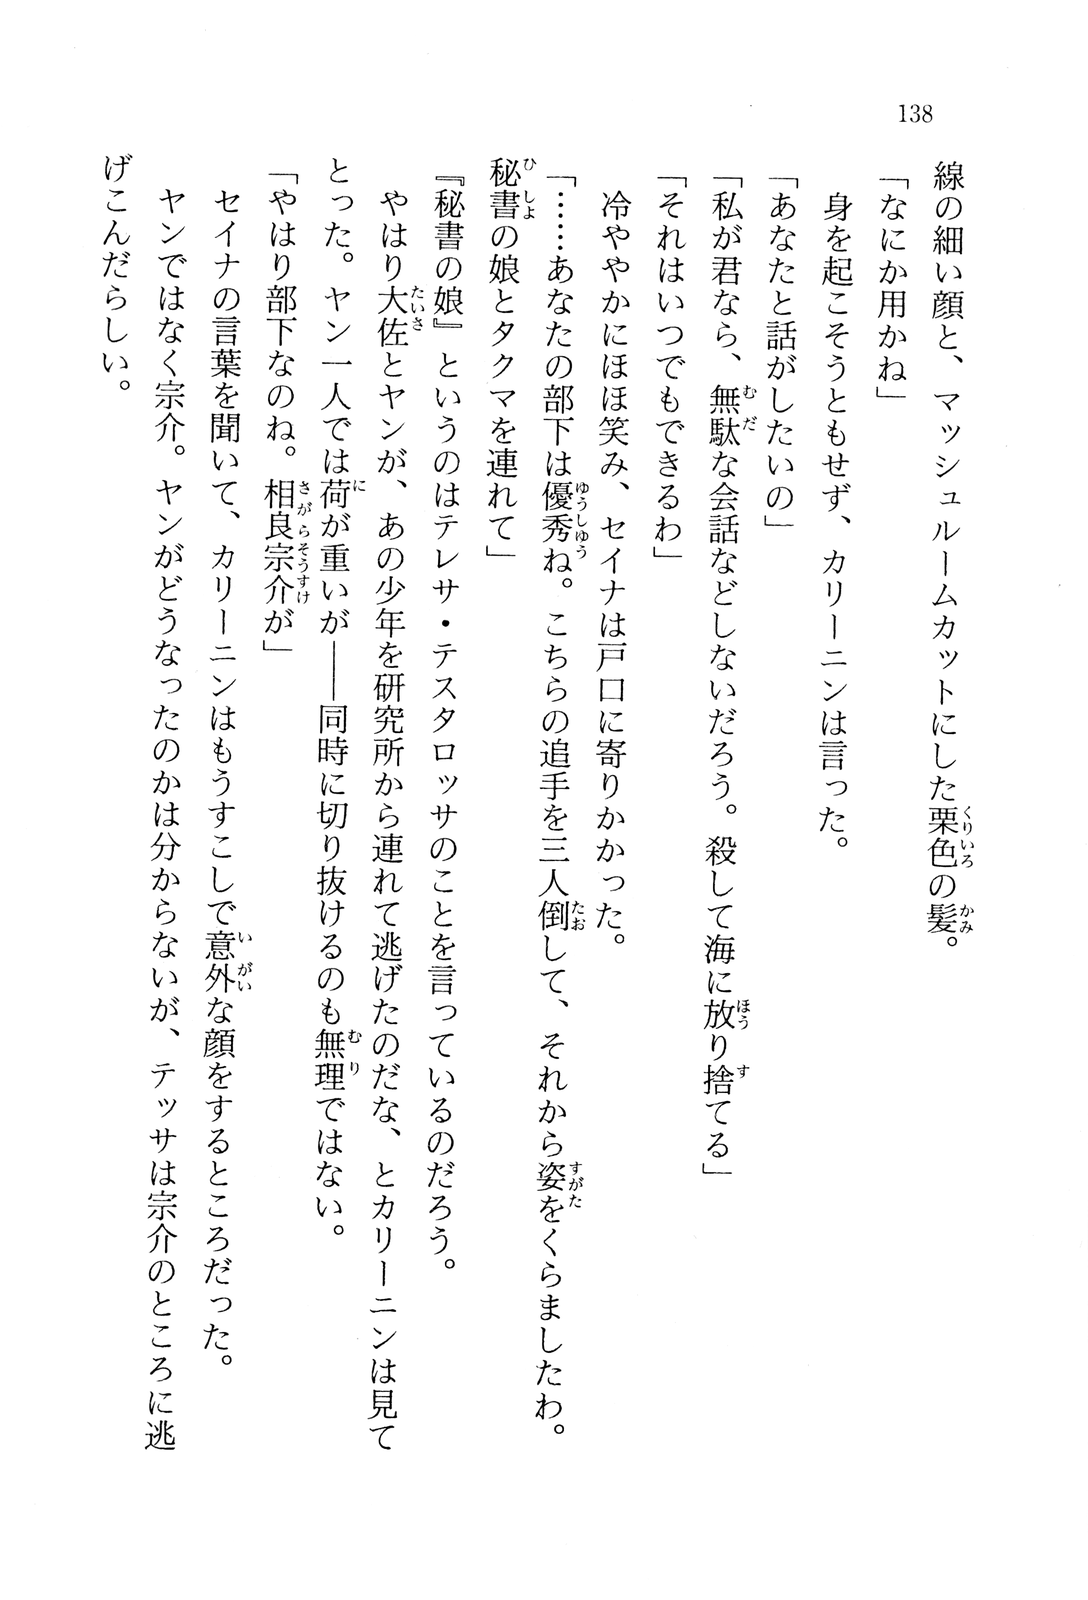 138
線の細い顔と、マッシュルームカットにした栗色の髪。
「なにか用かね」
身を起こそうともせず、カリーニンは言った。
「あなたと話がしたいの」
「私が君なら、無駄な会話などしないだろう。殺して海に放り捨てる」
「それはいつでもできるわ」
冷ややかにほほ笑み、セイナは戸口に寄りかかった。
「……あなたの部下は優秀ね。こちらの追手を三人倒して、それから姿をくらましたわ。
秘書の娘とタクマを連れて」
『秘書の娘』というのはテレサ・テスタロッサのことを言っているのだろう。
やはり大佐とヤンが、あの少年を研究所から連れて逃げたのだな、とカリーニンは見て
とった。ヤン一人では荷が重いが――同時に切り抜けるのも無理ではない。
「やはり部下なのね。相良宗介が」
セイナの言葉を聞いて、カリーニンはもうすこしで意外な顔をするところだった。
ヤンではなく宗介。ヤンがどうなったのかは分からないが、テッサは宗介のところに逃
げこんだらしい。